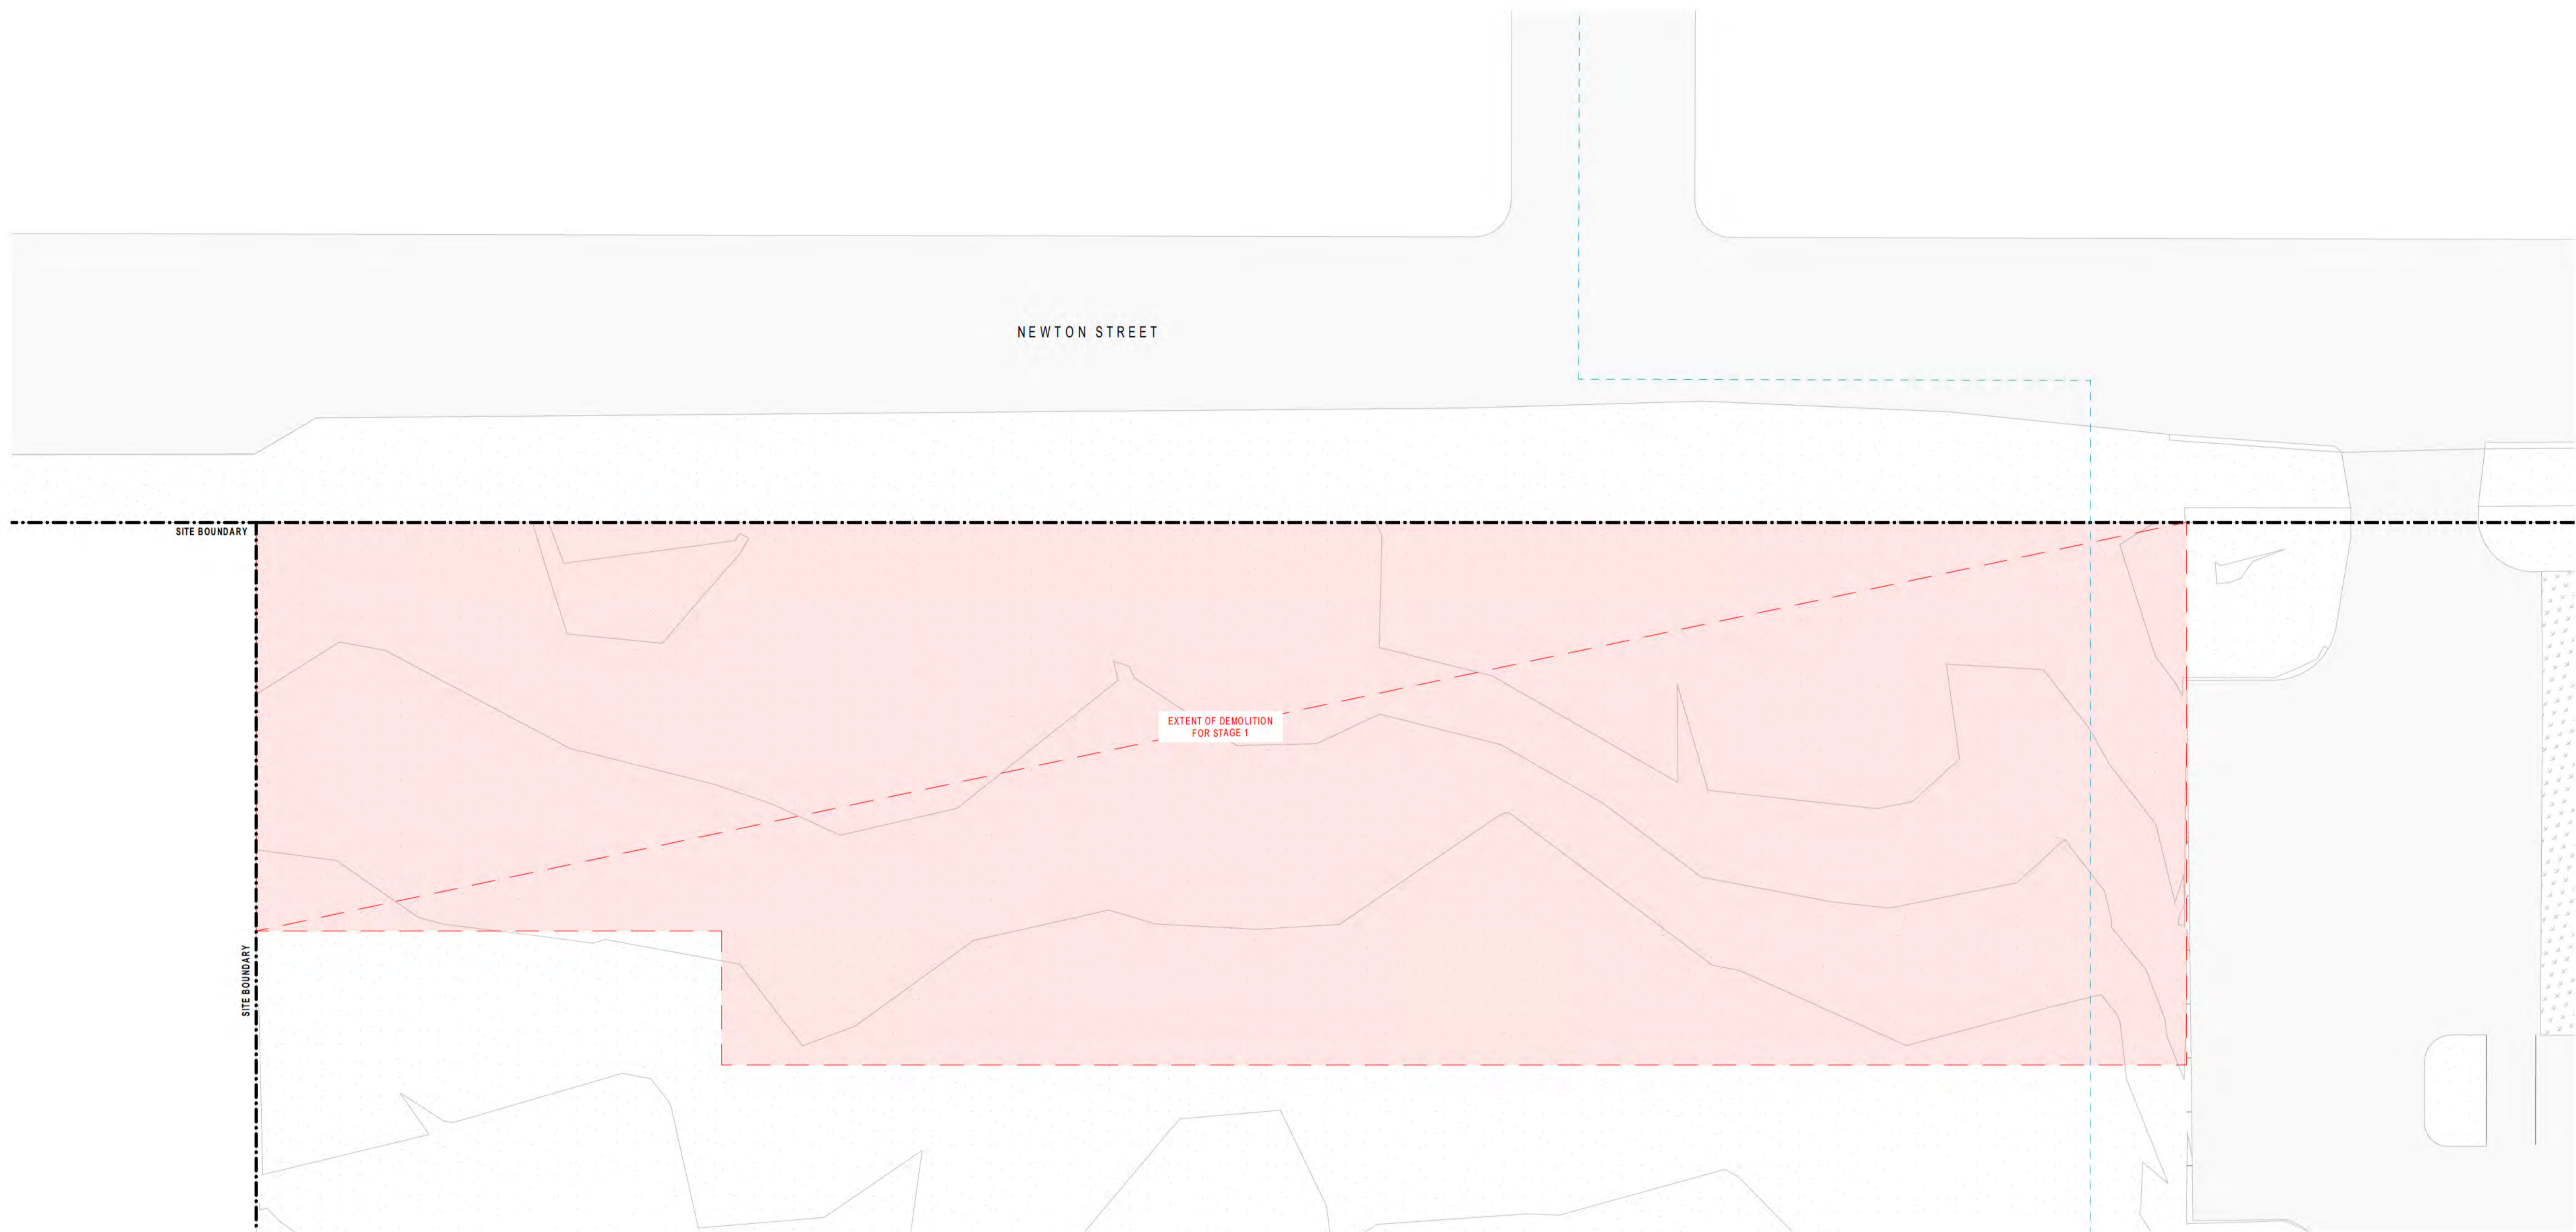 NEWTON STREET
SITE BOUNDARY
EXTENT OF DEMOLITION
FOR STAGE 1
SITE BOUNDARY